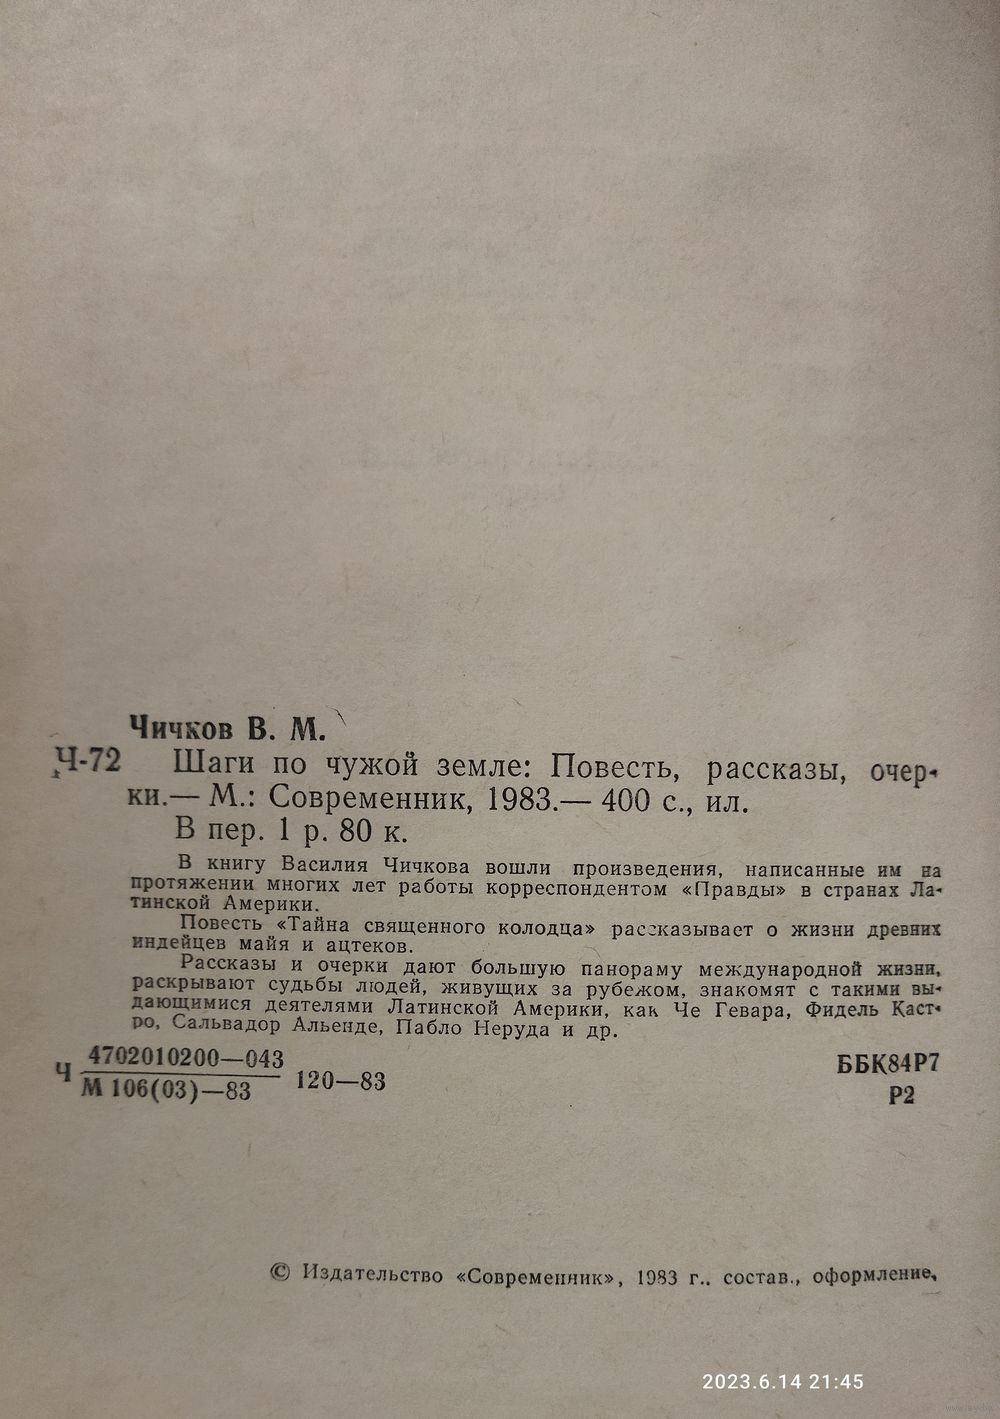 Чичков В. М.
Ч-72 Шаги по чужой земле: Повесть, рассказы, очер-
ки.— М.: Современник, 1983.— 400 с., ил.
В пер. 1 р. 80 к.
В книгу Василия Чичкова вошли произведения, написанные им на
протяжении многих лет работы корреспондентом «Правды» в странах Ла-
тинской Америки.
Повесть «Тайна священного колодца» рассказывает о жизни древних
индейцев майя и ацтеков.
Рассказы и очерки дают большую панораму международной жизни,
раскрывают судьбы людей, живущих за рубежом, знакомят с такими вы-
дающимися деятелями Латинской Америки, как Че Гевара, Фидель Каст-
ро, Сальвадор Альенде, Пабло Неруда и др.
Ч 4702010200—043
М 106(03)—83 120—83
ББК84Р7
Р2
© Издательство «Современник», 1983 г.. состав., оформление,
2023.6.14 21:45